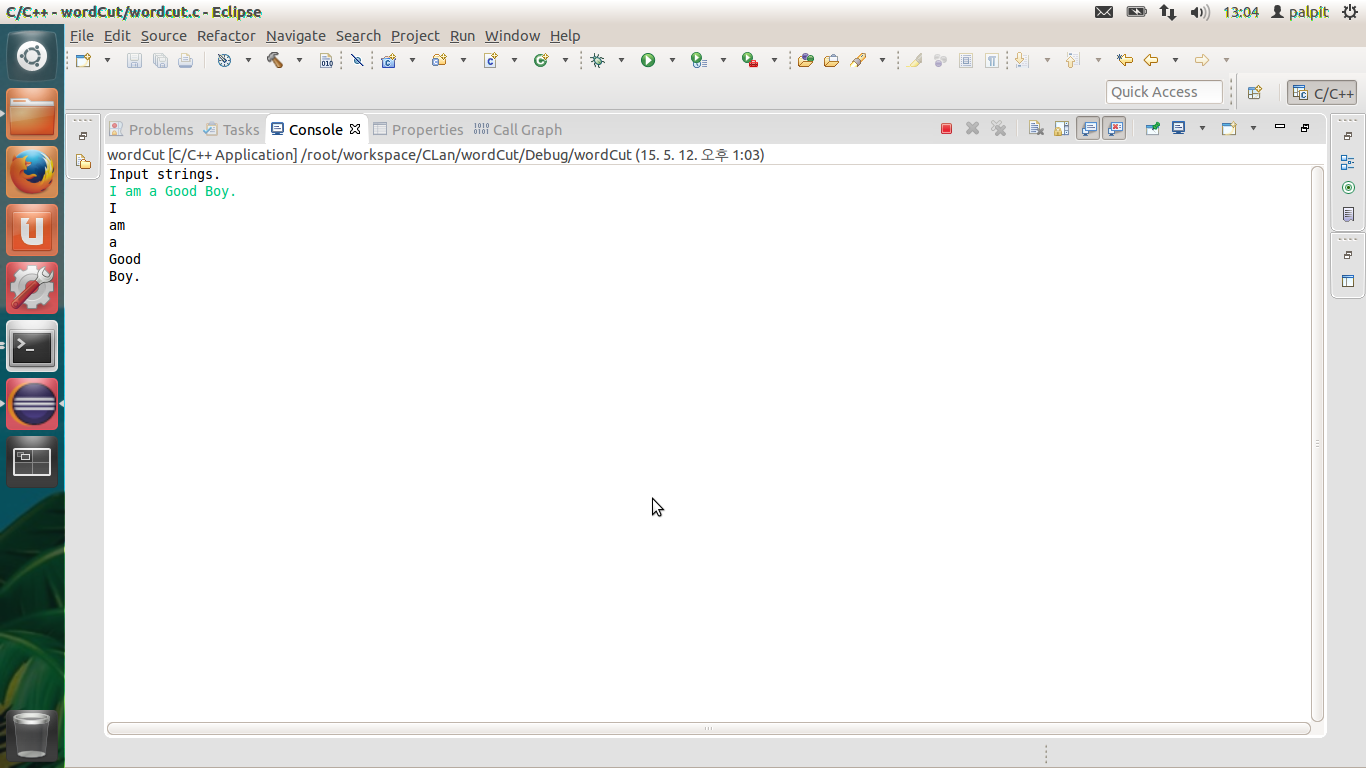 C/C++ - wordCut/wordcut.c - Eclipse
13:04 palpit
File Edit Source Refactor Navigate Search Project Run Window Help
Quick Access C/C++
Problems Tasks Console Properties Call Graph
wordCut [C/C++ Application] /root/workspace/CLan/wordCut/Debug/wordCut (15. 5. 12. 오후 1:03)
Input strings.
I am a Good Boy.
I
am
a
Good
Boy.